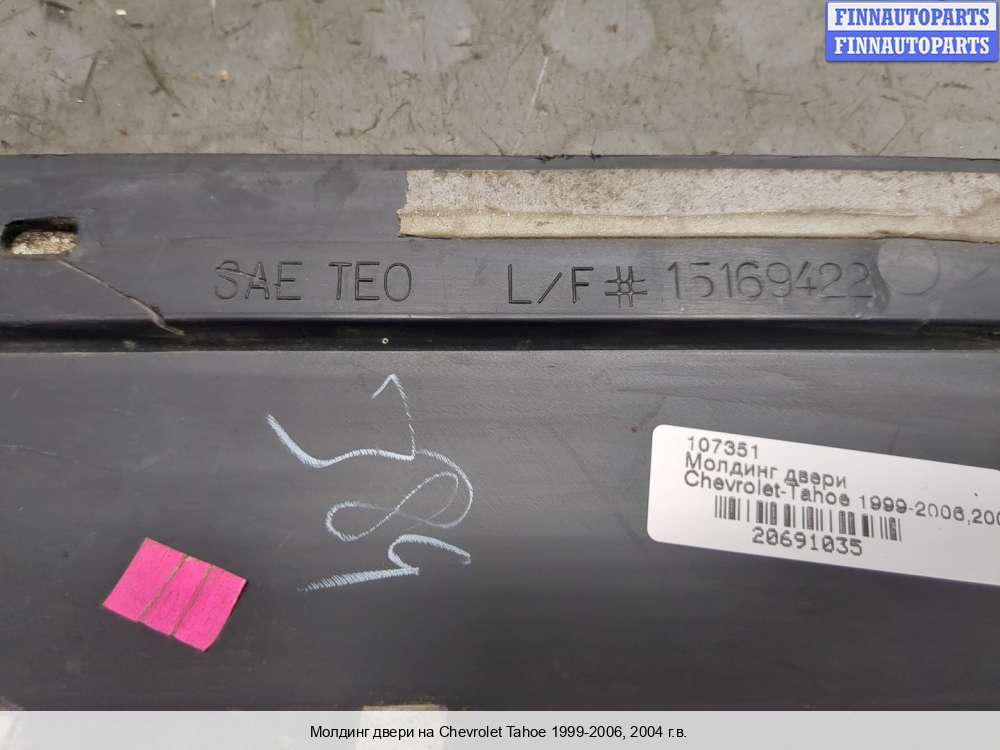 FINNAUTOPARTS
FINNAUTOPARTS
SAE TEO L/F# 15169422
107351
Молдинг двери
Chevrolet-Tahoe 1999-2006,200
20691035
Молдинг двери на Chevrolet Tahoe 1999-2006, 2004 г.в.